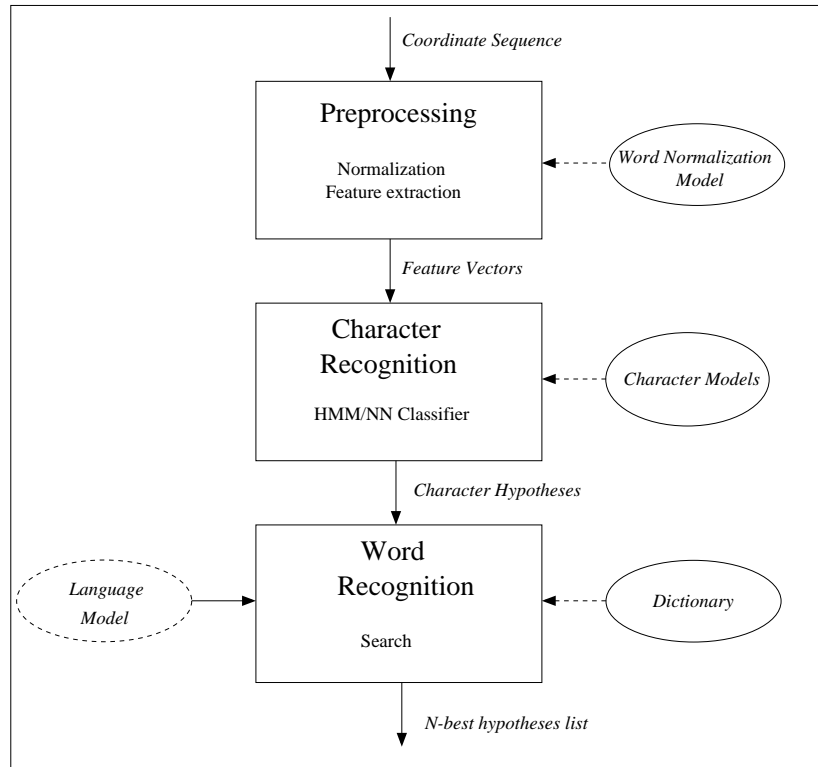 Coordinate Sequence
Preprocessing
Normalization
Feature extraction
Word Normalization
Model
Feature Vectors
Character
Recognition
HMM/NN Classifier
Character Models
Character Hypotheses
Word
Recognition
Search
Language
Model
Dictionary
N-best hypotheses list